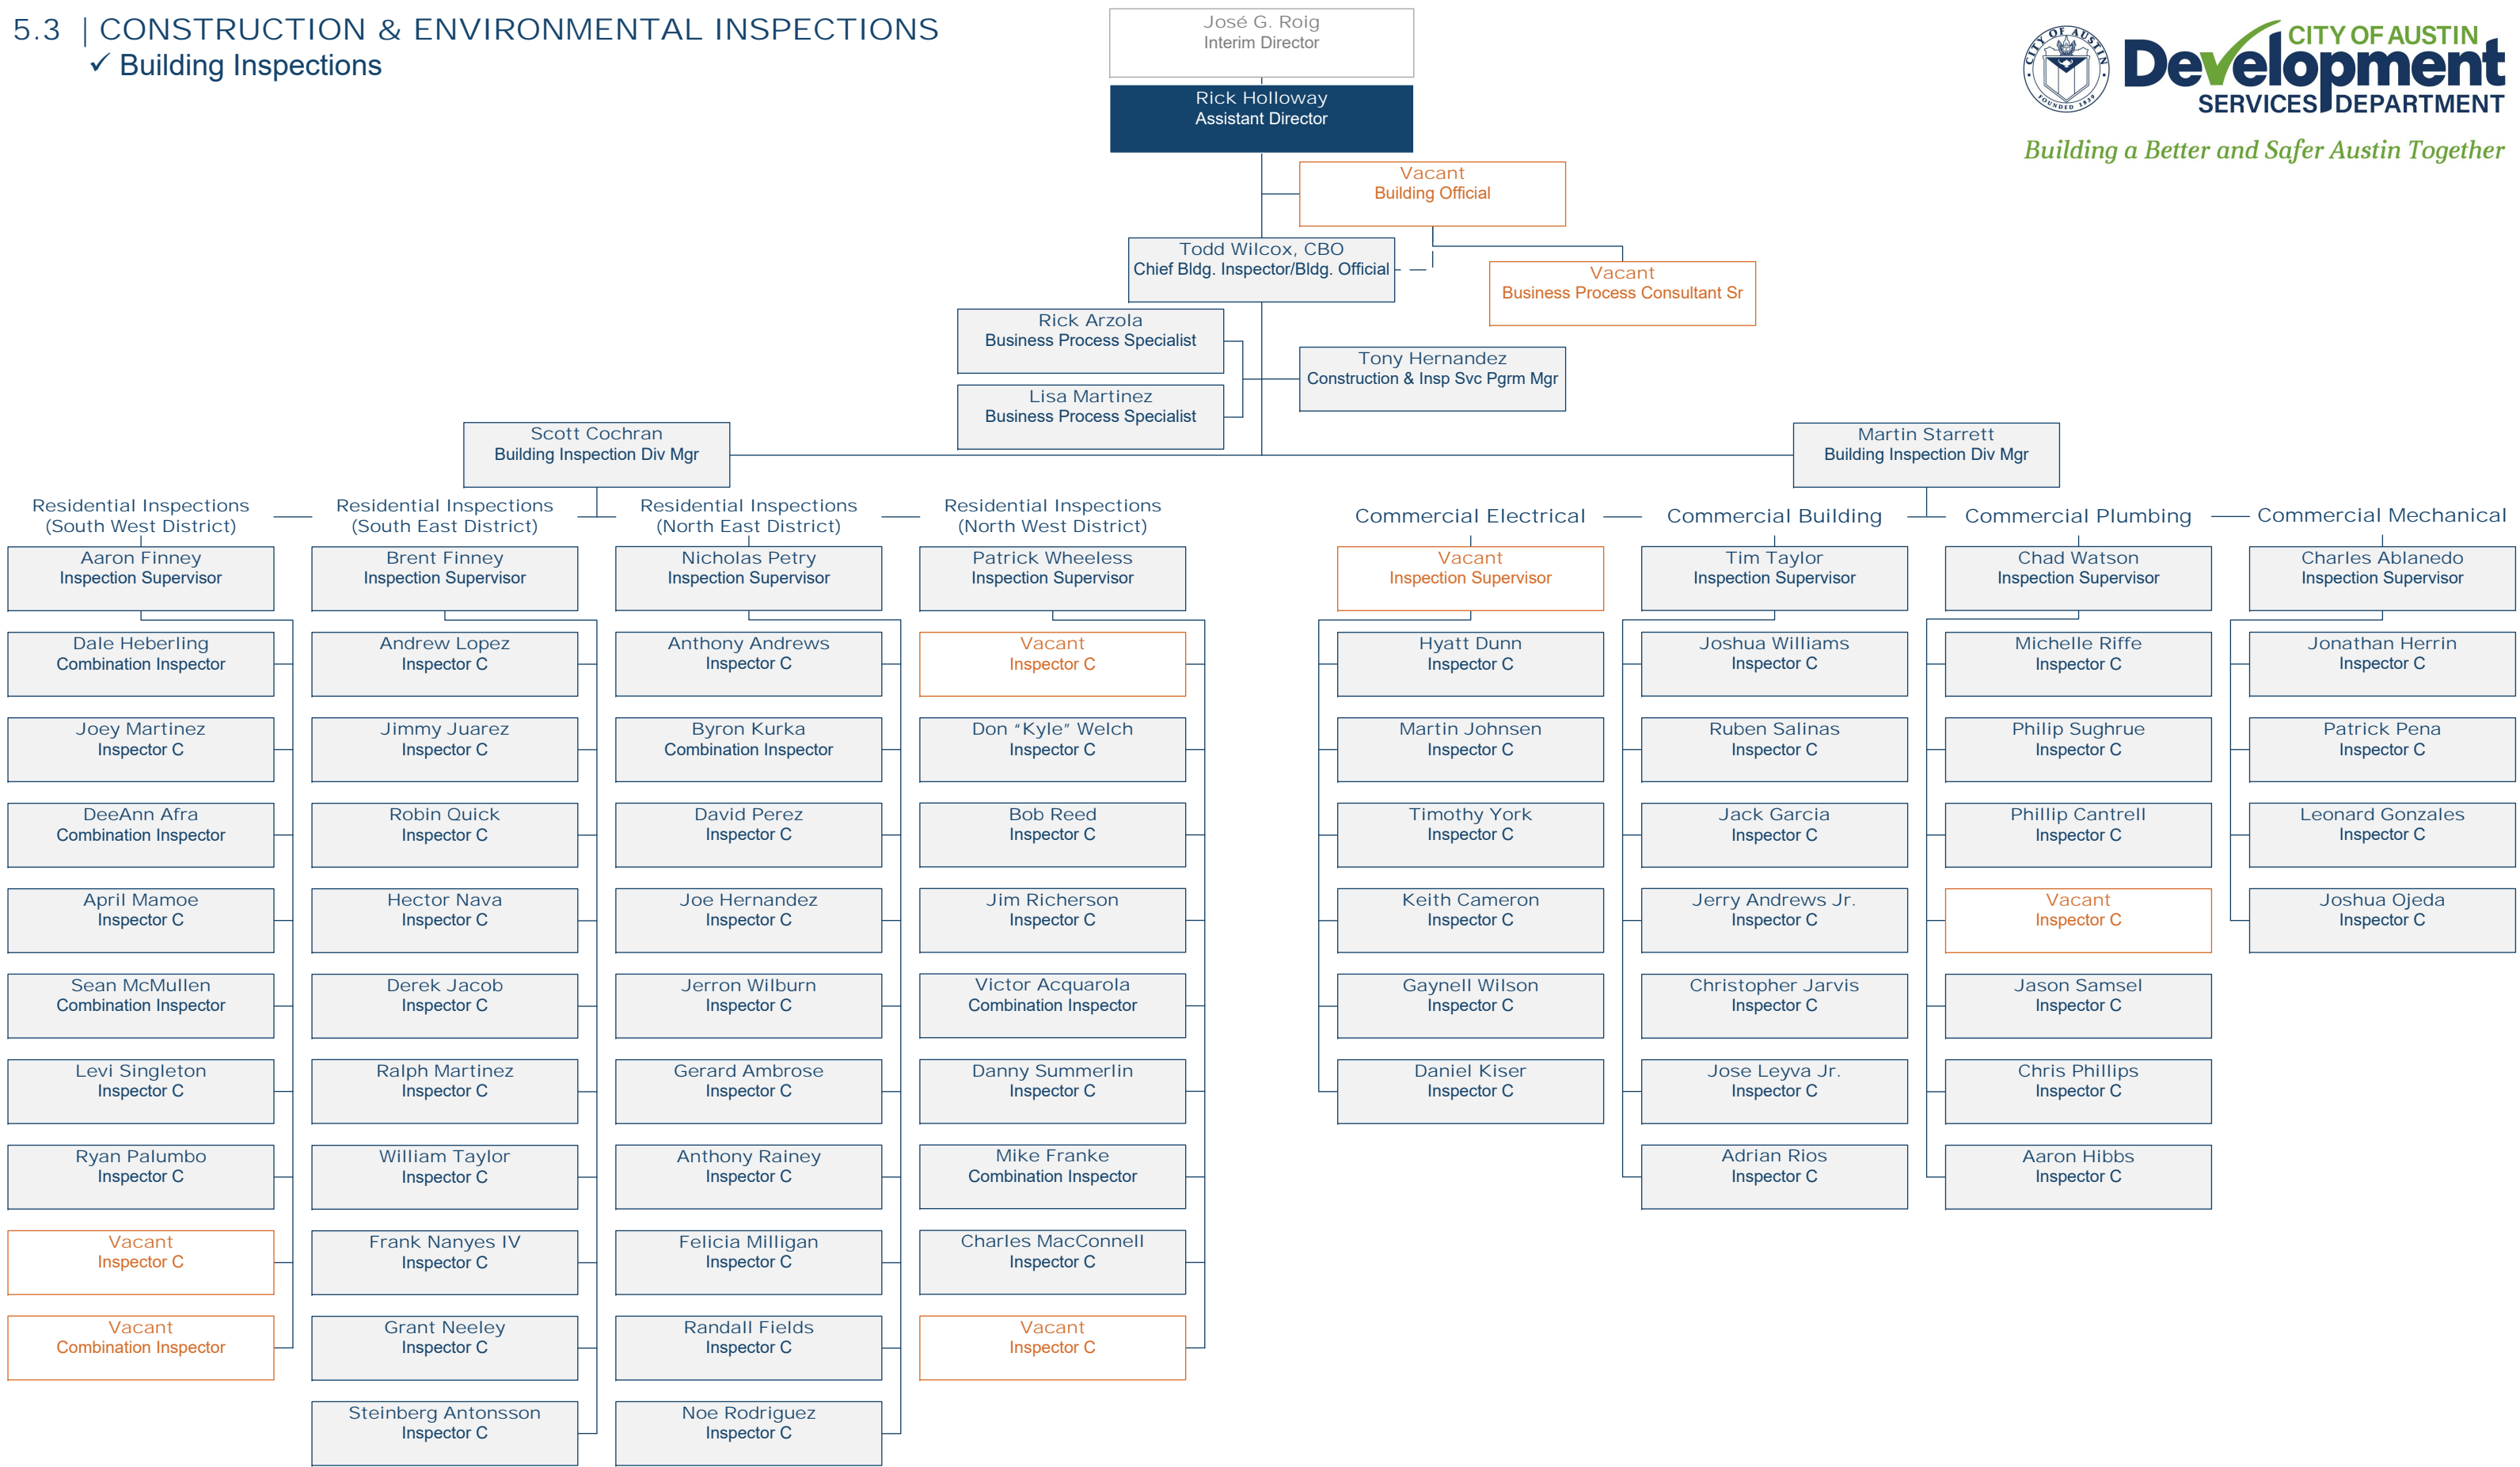 5.3 | CONSTRUCTION & ENVIRONMENTAL INSPECTIONS
✓ Building Inspections
CITY OF AUSTIN
FOUNDED 1839
CITY OF AUSTIN
Development
SERVICES DEPARTMENT
Building a Better and Safer Austin Together
José G. Roig
Interim Director
Rick Holloway
Assistant Director
Vacant
Building Official
Todd Wilcox, CBO
Chief Bldg. Inspector/Bldg. Official
Vacant
Business Process Consultant Sr
Rick Arzola
Business Process Specialist
Tony Hernandez
Construction & Insp Svc Pgrm Mgr
Lisa Martinez
Business Process Specialist
Scott Cochran
Building Inspection Div Mgr
Martin Starrett
Building Inspection Div Mgr
Residential Inspections
(South West District)
Aaron Finney
Inspection Supervisor
Dale Heberling
Combination Inspector
Joey Martinez
Inspector C
DeeAnn Afra
Combination Inspector
April Mamoe
Inspector C
Sean McMullen
Combination Inspector
Levi Singleton
Inspector C
Ryan Palumbo
Inspector C
Vacant
Inspector C
Vacant
Combination Inspector
Residential Inspections
(South East District)
Brent Finney
Inspection Supervisor
Andrew Lopez
Inspector C
Jimmy Juarez
Inspector C
Robin Quick
Inspector C
Hector Nava
Inspector C
Derek Jacob
Inspector C
Ralph Martinez
Inspector C
William Taylor
Inspector C
Frank Nanyes IV
Inspector C
Grant Neeley
Inspector C
Steinberg Antonsson
Inspector C
Residential Inspections
(North East District)
Nicholas Petry
Inspection Supervisor
Anthony Andrews
Inspector C
Byron Kurka
Combination Inspector
David Perez
Inspector C
Joe Hernandez
Inspector C
Jerron Wilburn
Inspector C
Gerard Ambrose
Inspector C
Anthony Rainey
Inspector C
Felicia Milligan
Inspector C
Randall Fields
Inspector C
Noe Rodriguez
Inspector C
Residential Inspections
(North West District)
Patrick Wheeless
Inspection Supervisor
Vacant
Inspector C
Don “Kyle” Welch
Inspector C
Bob Reed
Inspector C
Jim Richerson
Inspector C
Victor Acquarola
Combination Inspector
Danny Summerlin
Inspector C
Mike Franke
Combination Inspector
Charles MacConnell
Inspector C
Vacant
Inspector C
Commercial Electrical
Vacant
Inspection Supervisor
Hyatt Dunn
Inspector C
Martin Johnsen
Inspector C
Timothy York
Inspector C
Keith Cameron
Inspector C
Gaynell Wilson
Inspector C
Daniel Kiser
Inspector C
Commercial Building
Tim Taylor
Inspection Supervisor
Joshua Williams
Inspector C
Ruben Salinas
Inspector C
Jack Garcia
Inspector C
Jerry Andrews Jr.
Inspector C
Christopher Jarvis
Inspector C
Jose Leyva Jr.
Inspector C
Adrian Rios
Inspector C
Commercial Plumbing
Chad Watson
Inspection Supervisor
Michelle Riffe
Inspector C
Philip Sughrue
Inspector C
Phillip Cantrell
Inspector C
Vacant
Inspector C
Jason Samsel
Inspector C
Chris Phillips
Inspector C
Aaron Hibbs
Inspector C
Commercial Mechanical
Charles Ablanedo
Inspection Supervisor
Jonathan Herrin
Inspector C
Patrick Pena
Inspector C
Leonard Gonzales
Inspector C
Joshua Ojeda
Inspector C